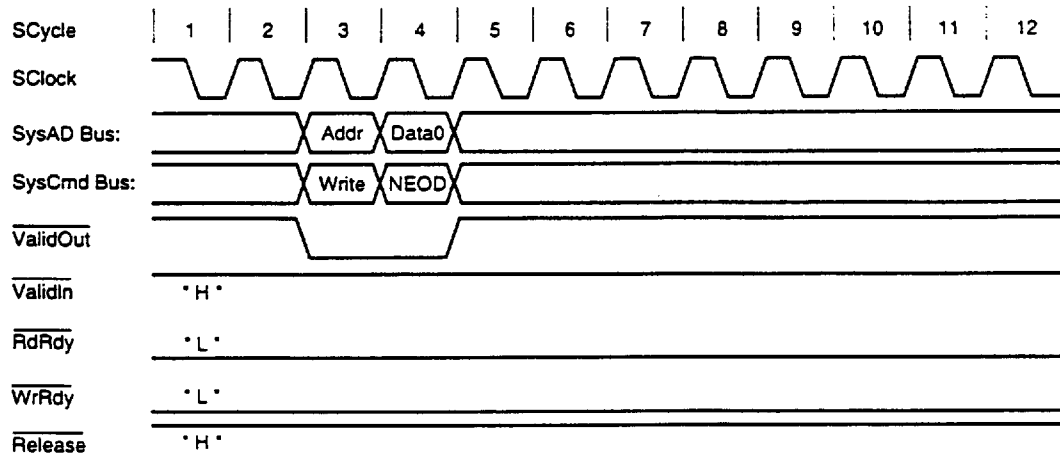 SCycle 1 2 3 4 5 6 7 8 9 10 11 12
SClock
SysAD Bus: Addr Data0
SysCmd Bus: Write NEOD
ValidOut
ValidIn "H"
RdRdy "L"
WrRdy "L"
Release "H"